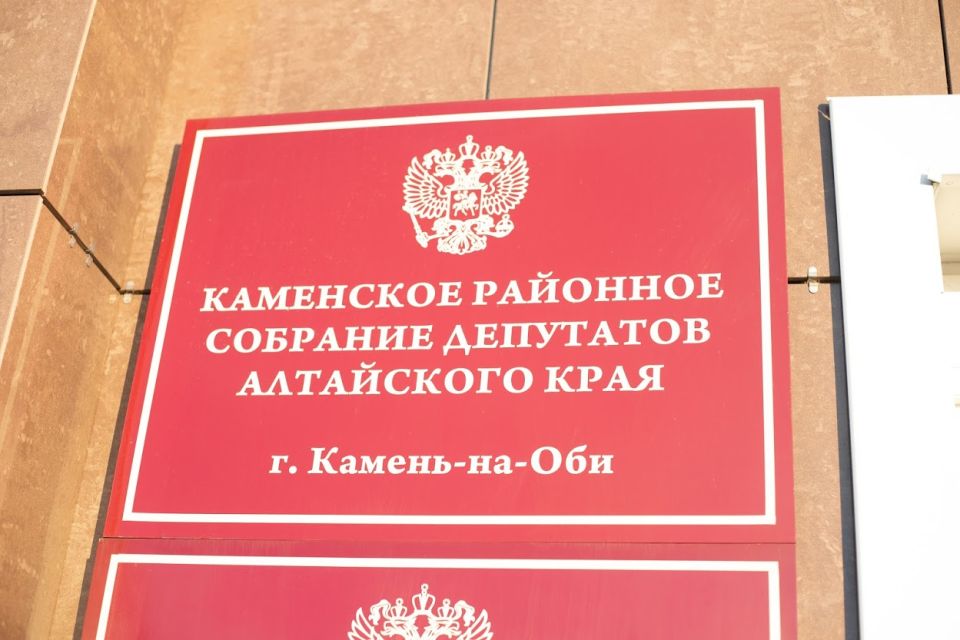 КАМЕНСКОЕ РАЙОННОЕ
СОБРАНИЕ ДЕПУТАТОВ
АЛТАЙСКОГО КРАЯ
г. Камень-на-Оби